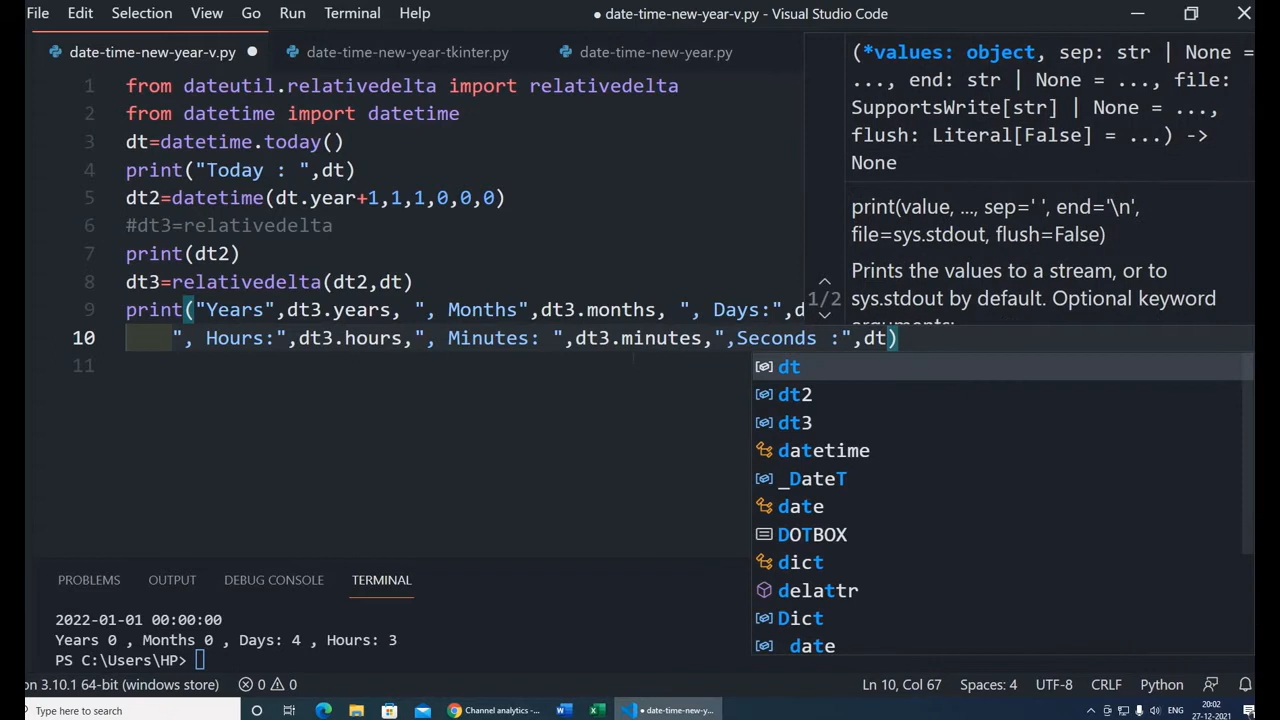 File Edit Selection View Go Run Terminal Help ● date-time-new-year-v.py - Visual Studio Code
date-time-new-year-v.py date-time-new-year-tkinter.py date-time-new-year.py
1 from dateutil.relativedelta import relativedelta
2 from datetime import datetime
3 dt=datetime.today()
4 print("Today : ",dt)
5 dt2=datetime(dt.year+1,1,1,0,0,0)
6 #dt3=relativedelta
7 print(dt2)
8 dt3=relativedelta(dt2,dt)
9 print("Years",dt3.years, ", Months",dt3.months, ", Days:",d
10 ", Hours:",dt3.hours,", Minutes: ",dt3.minutes,",Seconds :",dt)
11
(*values: object, sep: str | None =
..., end: str | None = ..., file:
SupportsWrite[str] | None = ...,
flush: Literal[False] = ...) ->
None
print(value, ..., sep=' ', end='\n',
file=sys.stdout, flush=False)
Prints the values to a stream, or to
1/2
sys.stdout by default. Optional keyword
arguments:
dt
dt2
dt3
datetime
_DateT
date
DOTBOX
dict
delattr
Dict
_date
PROBLEMS OUTPUT DEBUG CONSOLE TERMINAL
2022-01-01 00:00:00
Years 0 , Months 0 , Days: 4 , Hours: 3
PS C:\Users\HP>
on 3.10.1 64-bit (windows store) 0 0 Ln 10, Col 67 Spaces: 4 UTF-8 CRLF Python
Type here to search Channel analytics -... ● date-time-new-y... ENG 20:02
27-12-2021